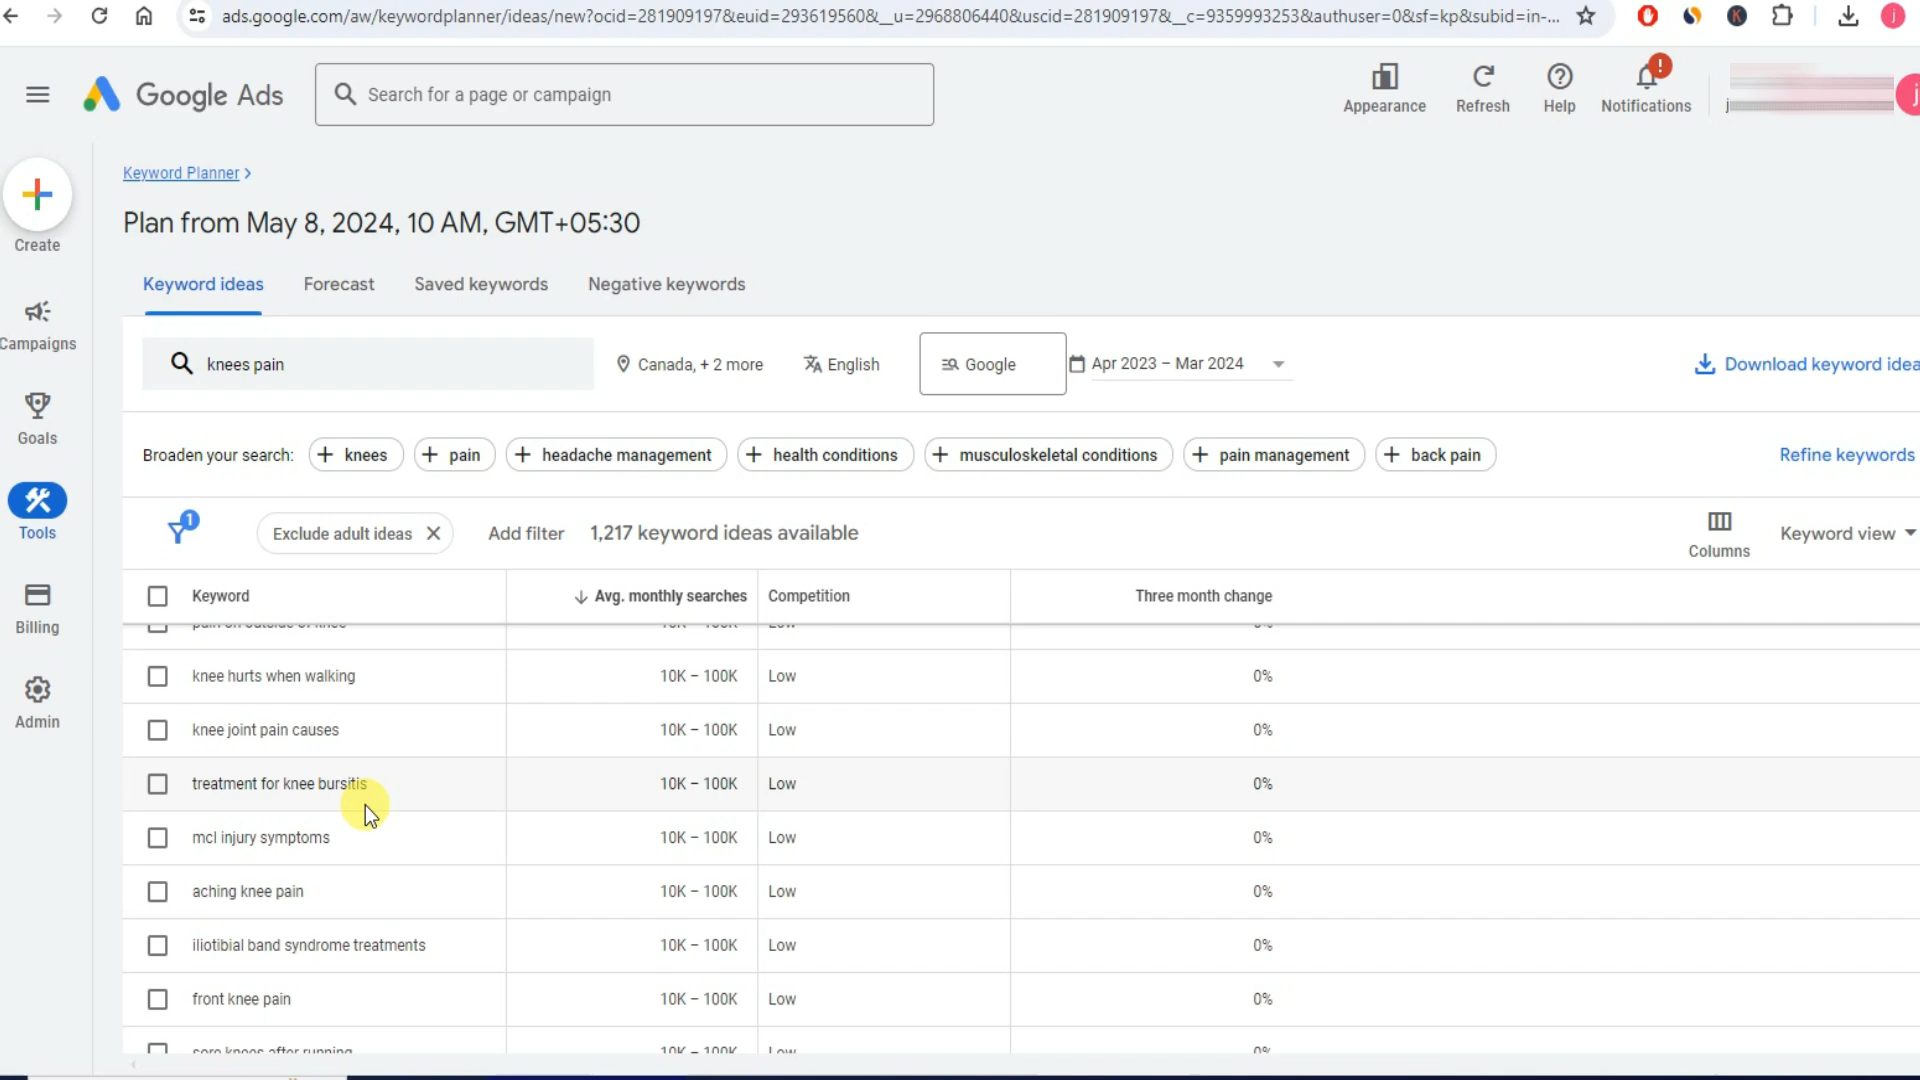 ads.google.com/aw/keywordplanner/ideas/new?ocid=281909197&euid=293619560&__u=2968806440&uscid=281909197&__c=9359993253&authuser=0&sf=kp&subid=in-...
K
j
Google Ads
Search for a page or campaign
Appearance
Refresh
Help
!
Notifications
j
j
Create
Campaigns
Goals
Tools
Billing
Admin
Keyword Planner >
Plan from May 8, 2024, 10 AM, GMT+05:30
Keyword ideas Forecast Saved keywords Negative keywords
knees pain Canada, + 2 more English Google Apr 2023 – Mar 2024 Download keyword idea
Broaden your search: + knees + pain + headache management + health conditions + musculoskeletal conditions + pain management + back pain Refine keywords
1 Exclude adult ideas Add filter 1,217 keyword ideas available Columns Keyword view
Keyword Avg. monthly searches Competition Three month change
pain on outside of knee 10K – 100K Low 0%
knee hurts when walking 10K – 100K Low 0%
knee joint pain causes 10K – 100K Low 0%
treatment for knee bursitis 10K – 100K Low 0%
mcl injury symptoms 10K – 100K Low 0%
aching knee pain 10K – 100K Low 0%
iliotibial band syndrome treatments 10K – 100K Low 0%
front knee pain 10K – 100K Low 0%
sore knees after running 10K – 100K Low 0%